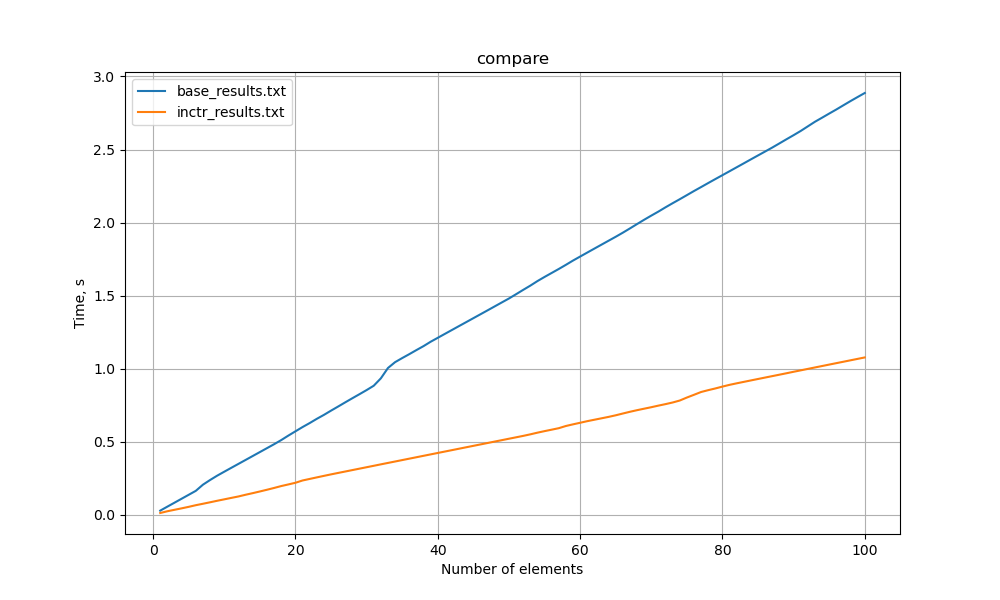 compare
base_results.txt
inctr_results.txt
3.0
2.5
2.0
1.5
1.0
0.5
0.0
Time, s
0 20 40 60 80 100
Number of elements